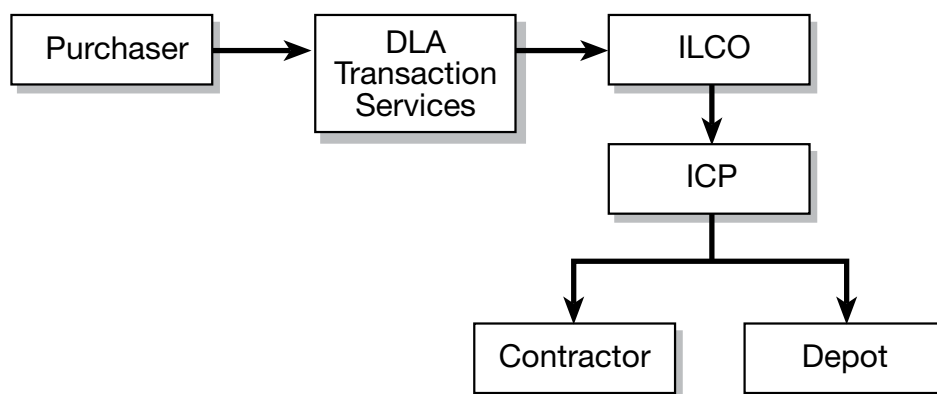 Purchaser
DLA
Transaction
Services
ILCO
ICP
Contractor
Depot